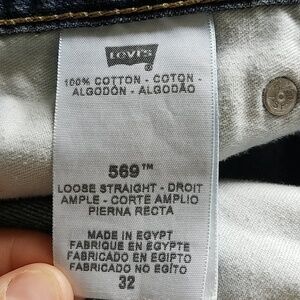 Levi's
100% COTTON - COTON -
ALGODÓN - ALGODÃO
569™
LOOSE STRAIGHT - DROIT
AMPLE - CORTE AMPLIO
PIERNA RECTA
MADE IN EGYPT
FABRIQUE EN EGYPTE
FABRICADO EN EGIPTO
FABRICADO NO EGITO
32